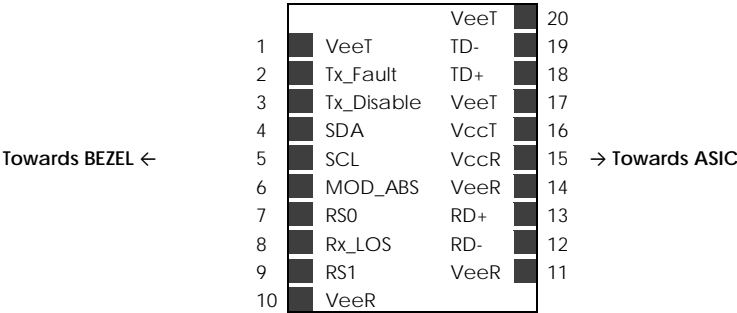 VeeT 20
1 VeeT TD- 19
2 Tx_Fault TD+ 18
3 Tx_Disable VeeT 17
4 SDA VccT 16
Towards BEZEL ← 5 SCL VccR 15 → Towards ASIC
6 MOD_ABS VeeR 14
7 RS0 RD+ 13
8 Rx_LOS RD- 12
9 RS1 VeeR 11
10 VeeR